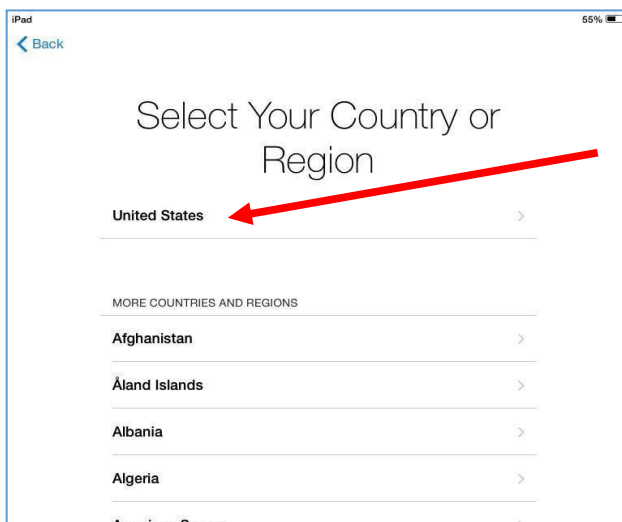 iPad
55%
Back
Select Your Country or
Region
United States
MORE COUNTRIES AND REGIONS
Afghanistan
Åland Islands
Albania
Algeria